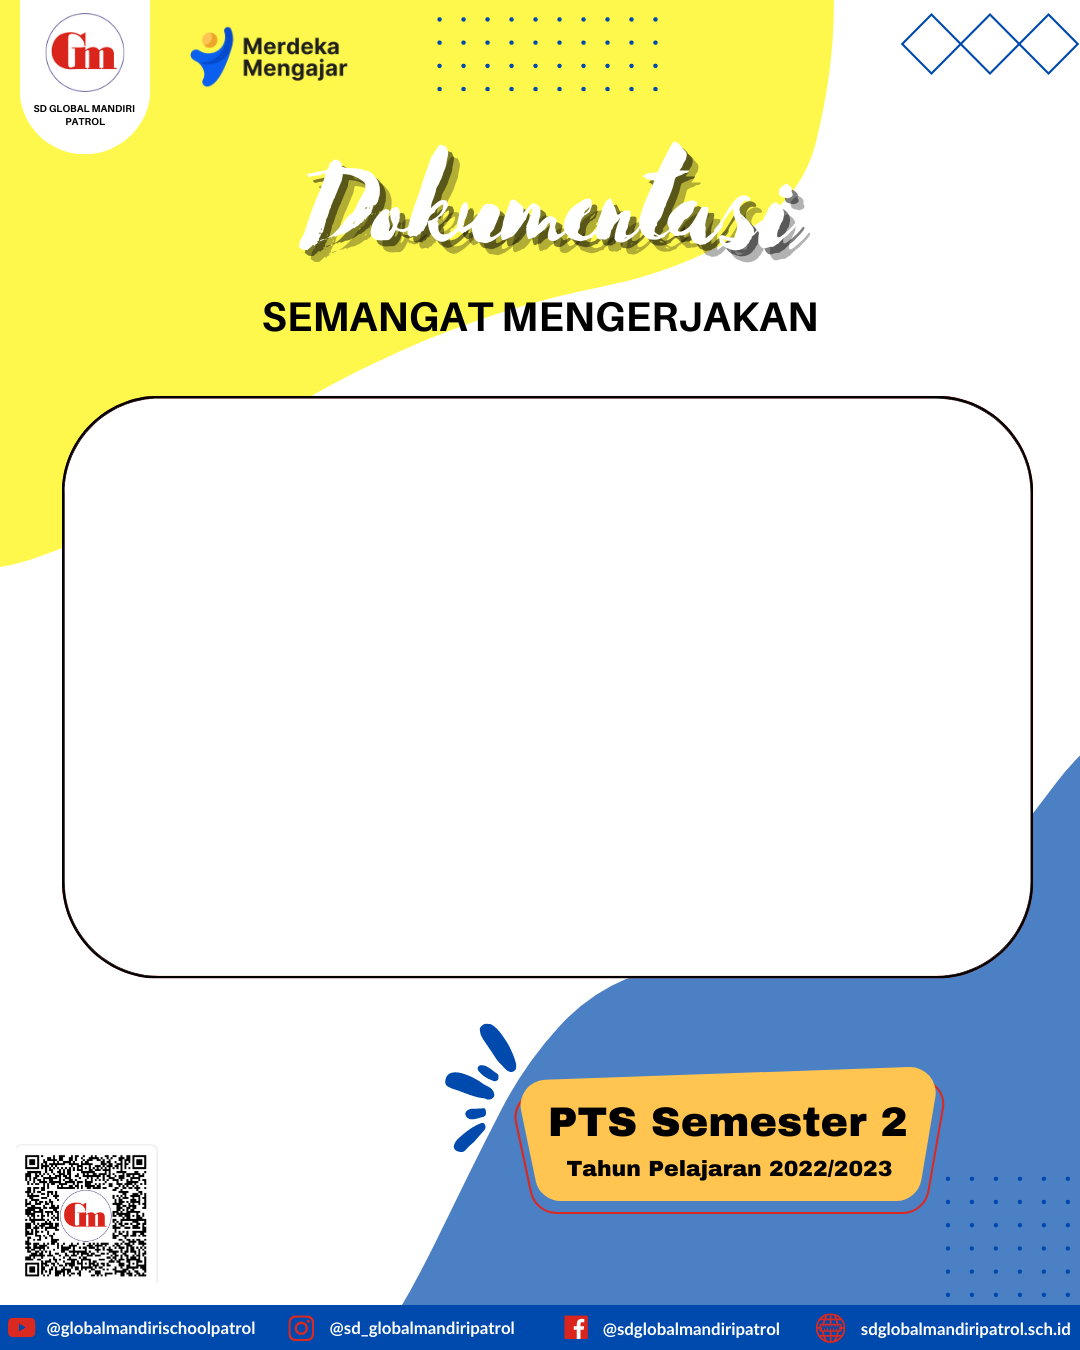 Gm
SD GLOBAL MANDIRI
PATROL
Merdeka
Mengajar
Dokumentasi
SEMANGAT MENGERJAKAN
PTS Semester 2
Tahun Pelajaran 2022/2023
Gm
@globalmandirischoolpatrol
@sd_globalmandiripatrol
@sdglobalmandiripatrol
sdglobalmandiripatrol.sch.id